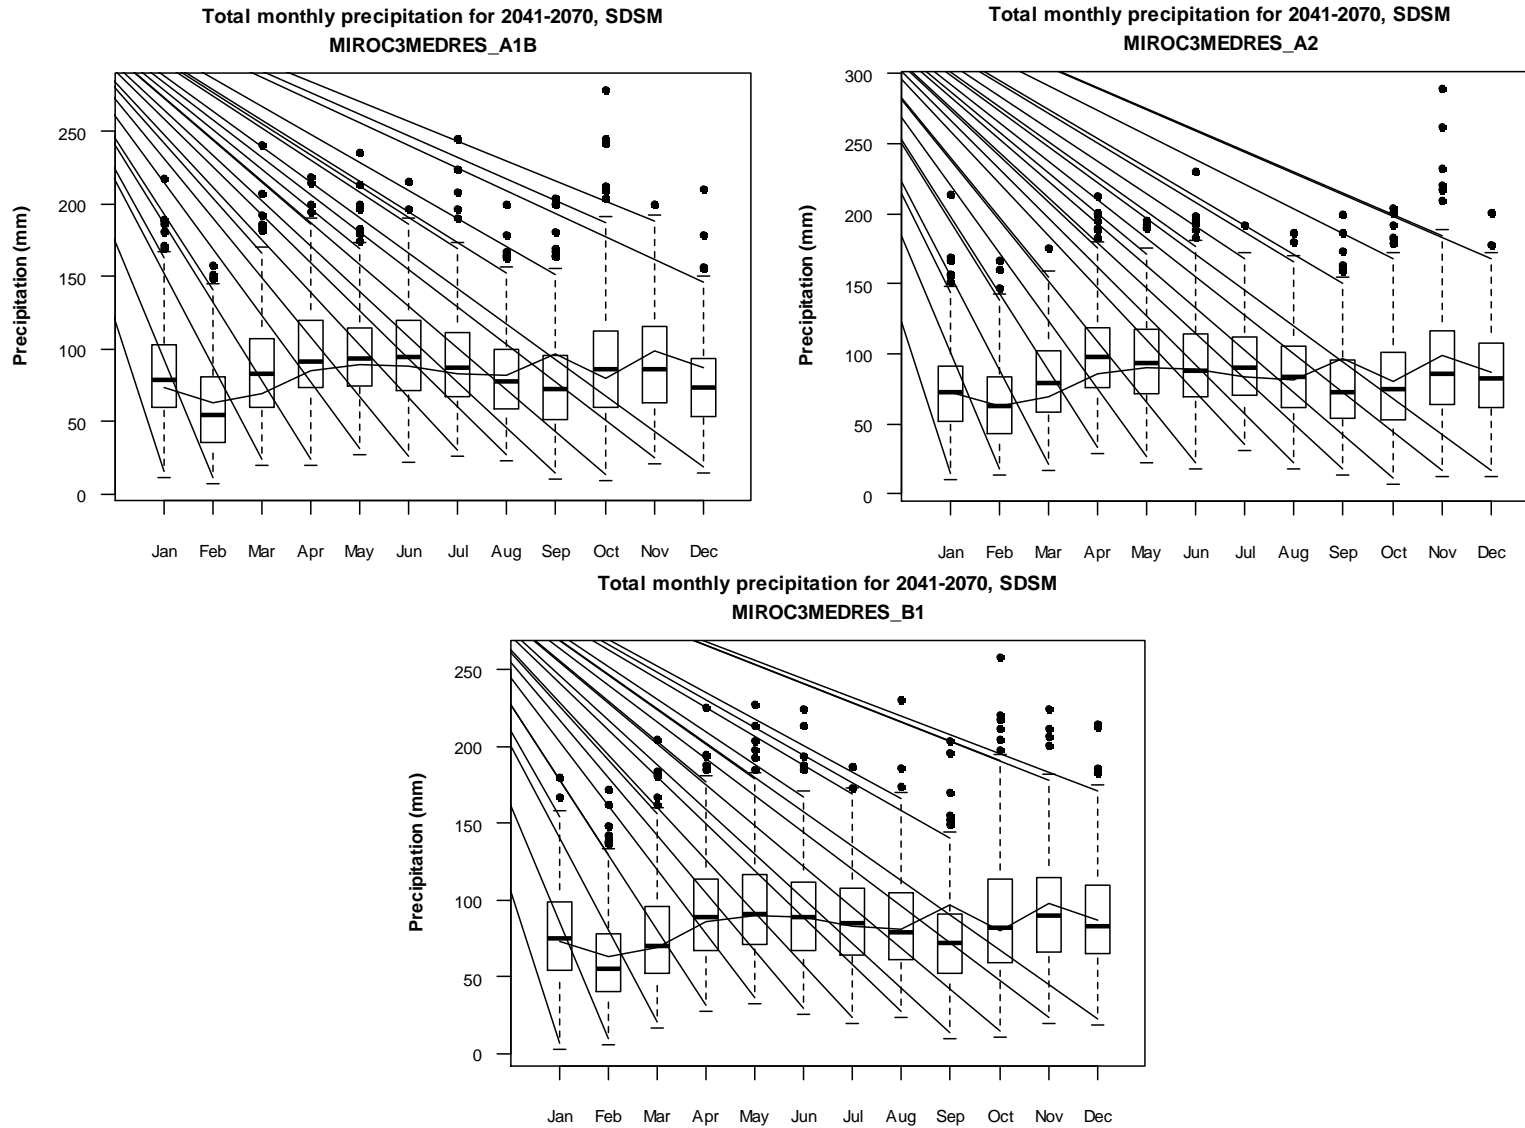 Total monthly precipitation for 2041-2070, SDSM
MIROC3MEDRES_A1B
Precipitation (mm)
250
200
150
100
50
0
Jan Feb Mar Apr May Jun Jul Aug Sep Oct Nov Dec
Total monthly precipitation for 2041-2070, SDSM
MIROC3MEDRES_A2
Precipitation (mm)
300
250
200
150
100
50
0
Jan Feb Mar Apr May Jun Jul Aug Sep Oct Nov Dec
Total monthly precipitation for 2041-2070, SDSM
MIROC3MEDRES_B1
Precipitation (mm)
250
200
150
100
50
0
Jan Feb Mar Apr May Jun Jul Aug Sep Oct Nov Dec